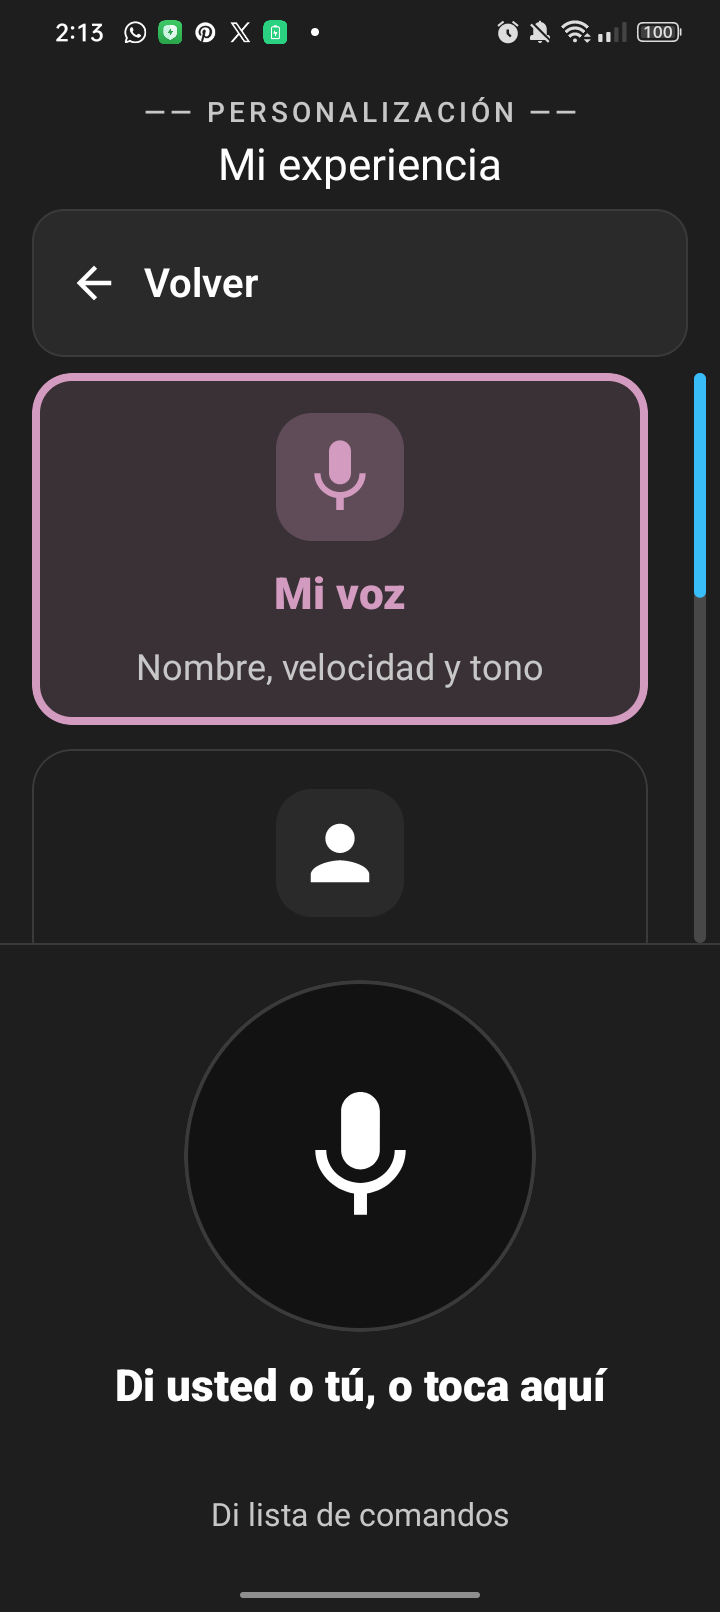 2:13
100
—— PERSONALIZACIÓN ——
Mi experiencia
Volver
Mi voz
Nombre, velocidad y tono
Di usted o tú, o toca aquí
Di lista de comandos